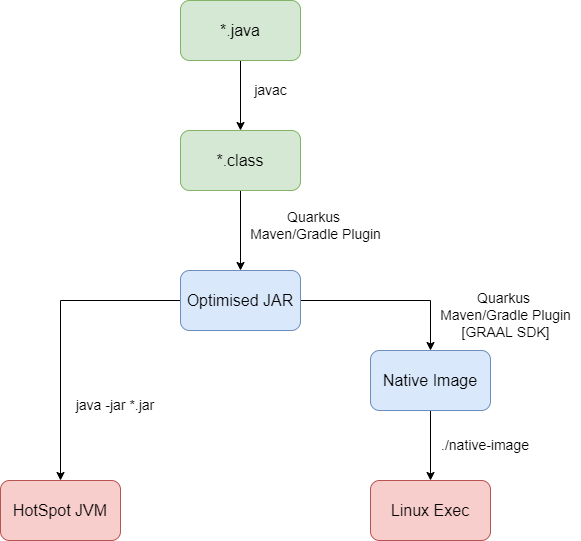 *.java
javac
*.class
Quarkus
Maven/Gradle Plugin
Optimised JAR
Quarkus
Maven/Gradle Plugin
[GRAAL SDK]
Native Image
java -jar *.jar
./native-image
HotSpot JVM
Linux Exec